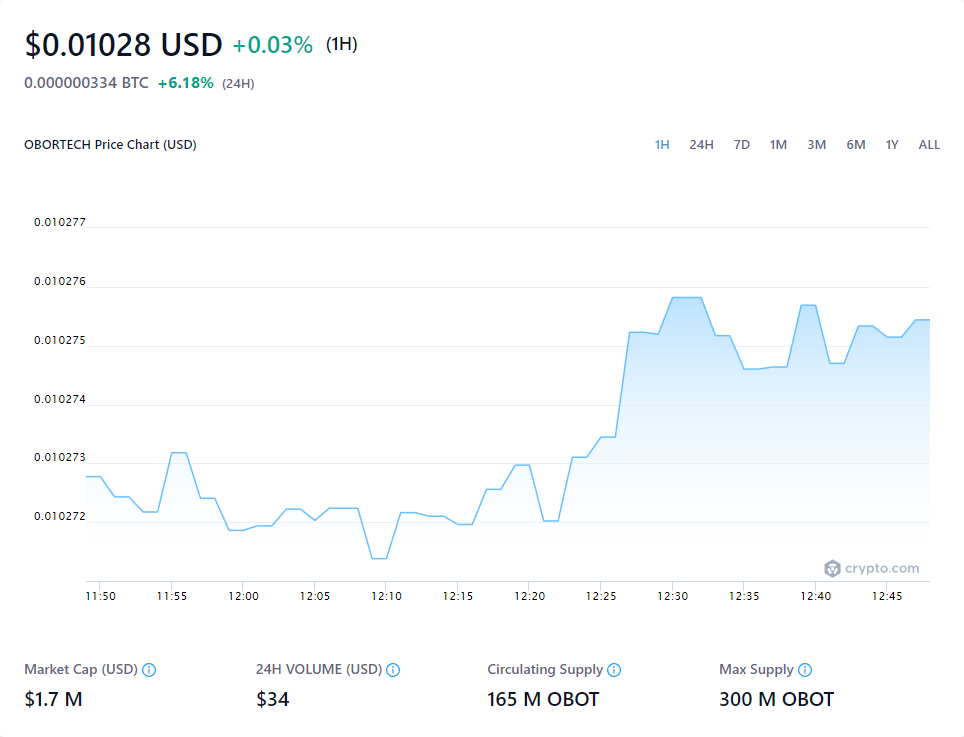 $0.01028 USD +0.03% (1H)
0.000000334 BTC +6.18% (24H)
OBORTECH Price Chart (USD) 1H 24H 7D 1M 3M 6M 1Y ALL
0.010277
0.010276
0.010275
0.010274
0.010273
0.010272
crypto.com
11:50 11:55 12:00 12:05 12:10 12:15 12:20 12:25 12:30 12:35 12:40 12:45
Market Cap (USD) 24H VOLUME (USD) Circulating Supply Max Supply
$1.7 M $34 165 M OBOT 300 M OBOT